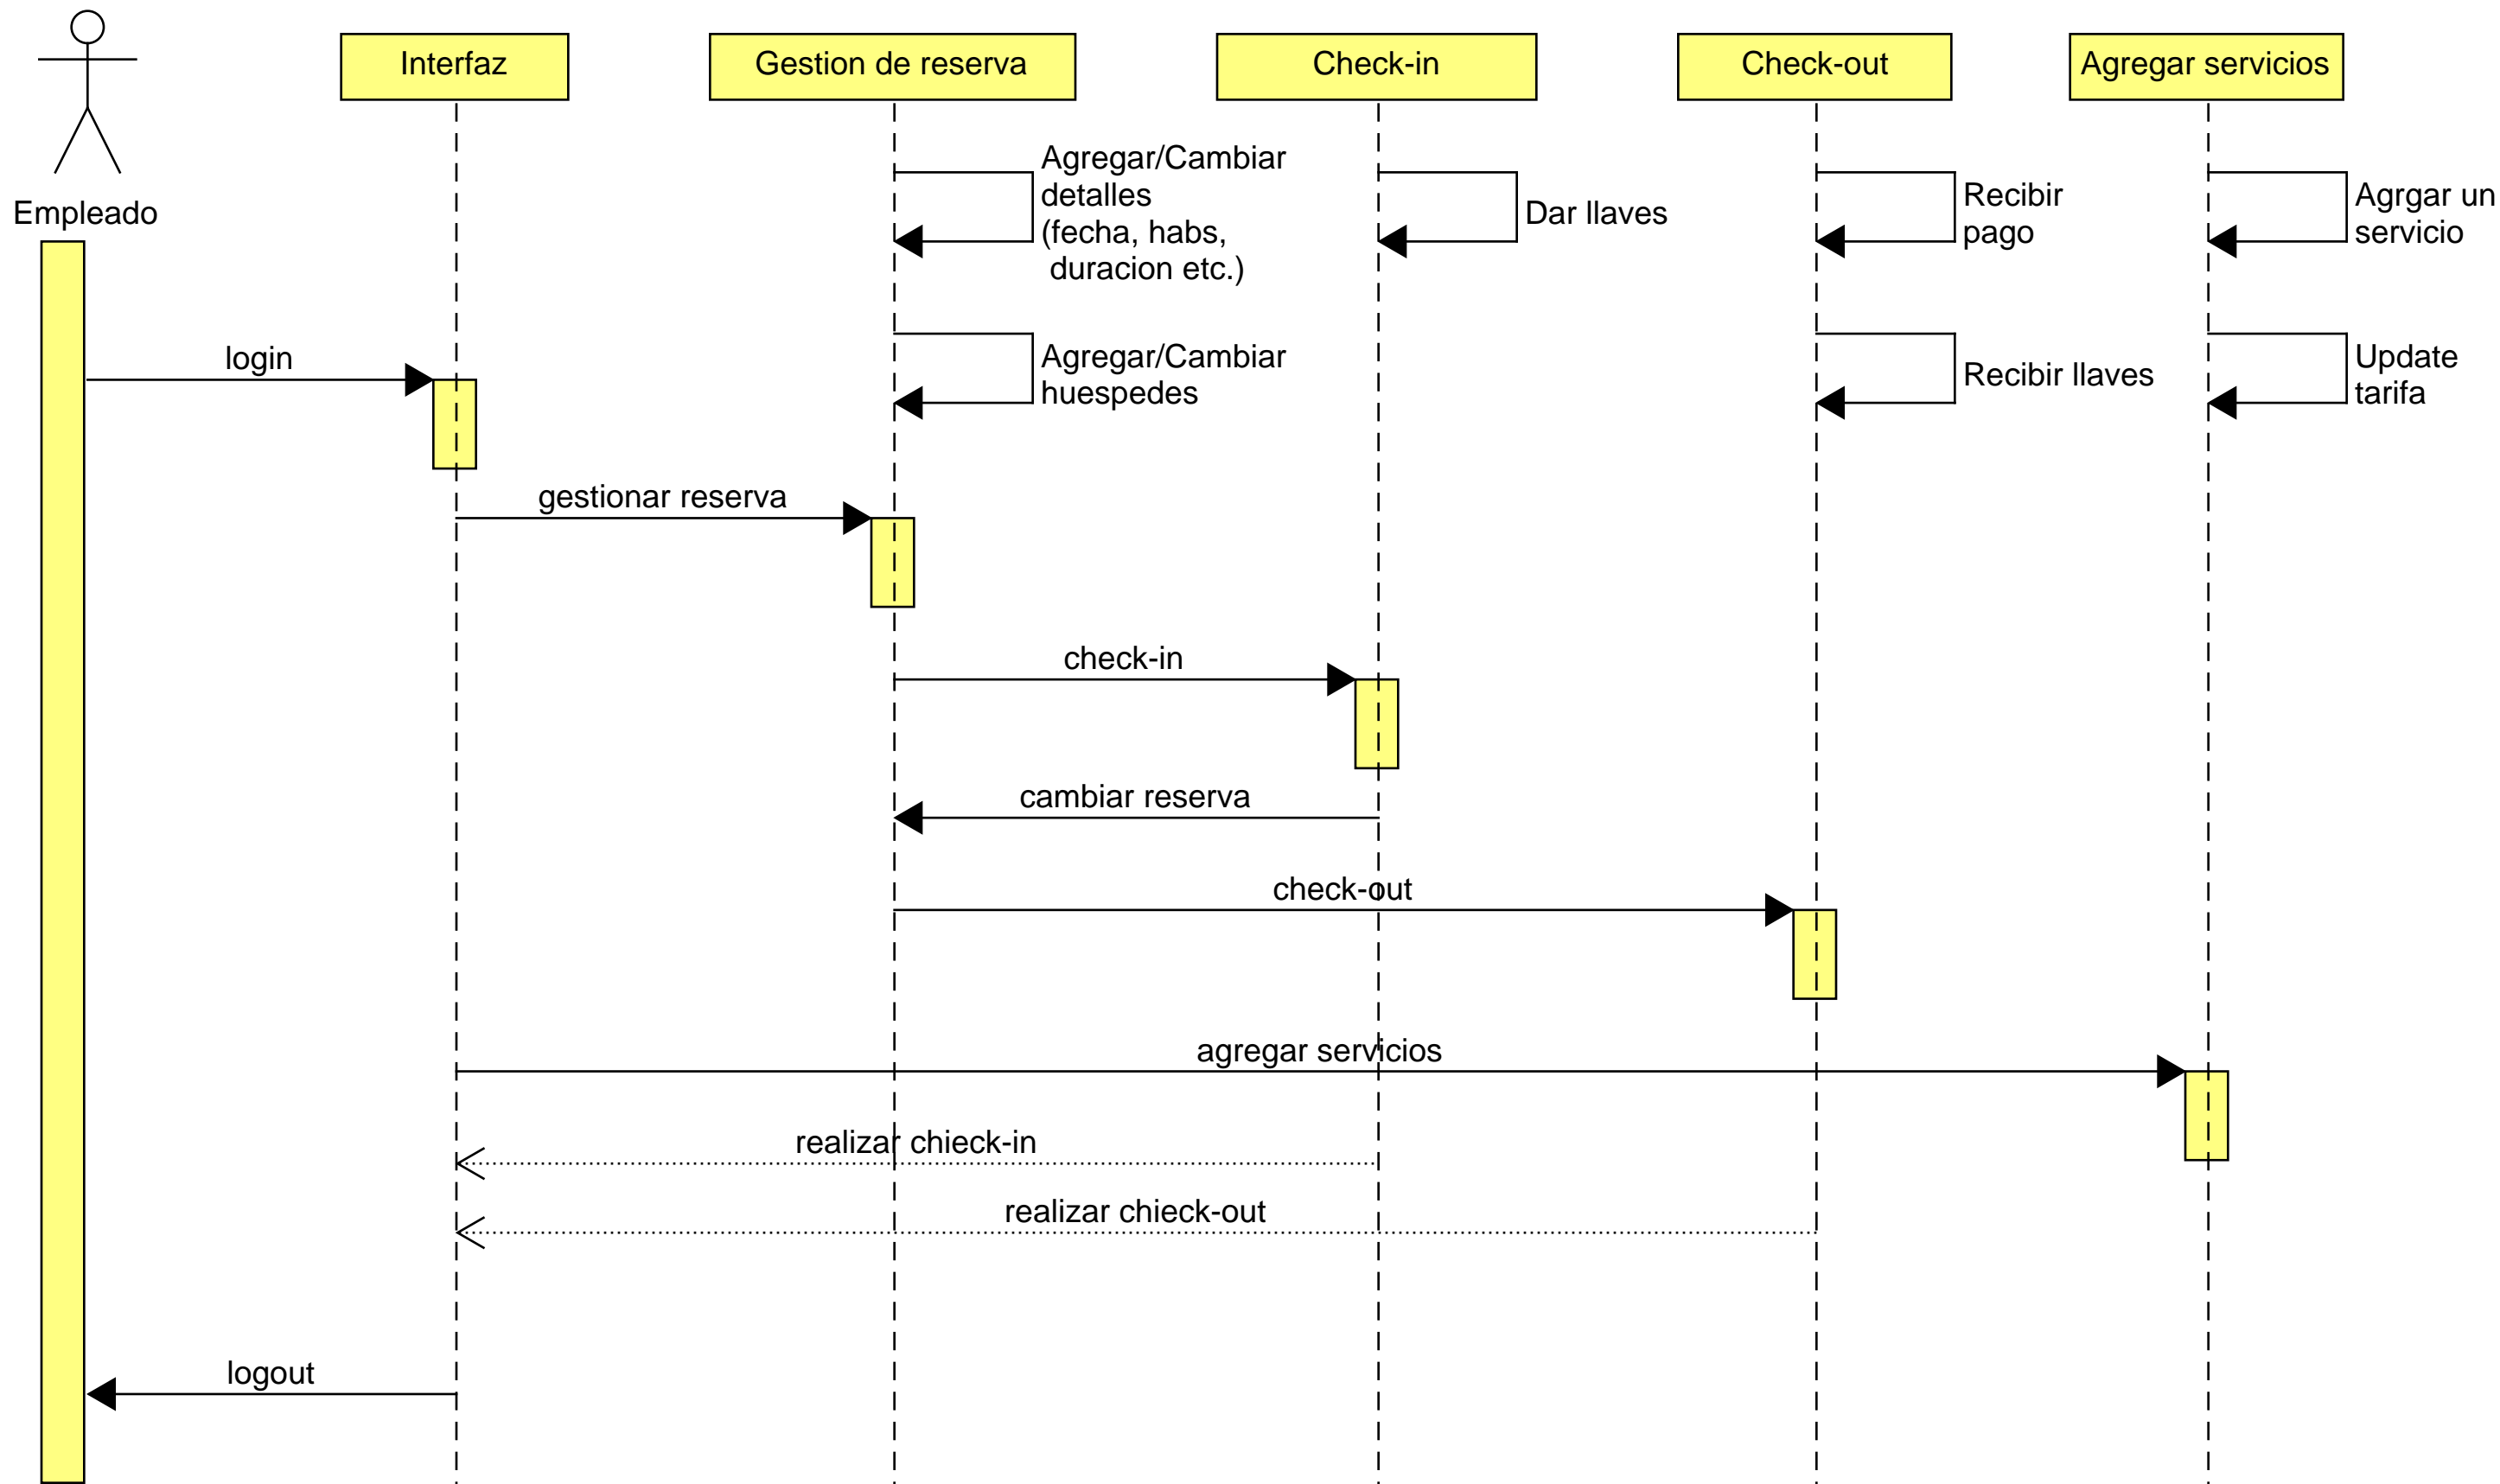 Interfaz
Gestion de reserva
Check-in
Check-out
Agregar servicios
Empleado
Agregar/Cambiar
detalles
(fecha, habs,
duracion etc.)
Dar llaves
Recibir
pago
Agrgar un
servicio
login
Agregar/Cambiar
huespedes
Recibir llaves
Update
tarifa
gestionar reserva
check-in
cambiar reserva
check-out
agregar servicios
realizar chieck-in
realizar chieck-out
logout